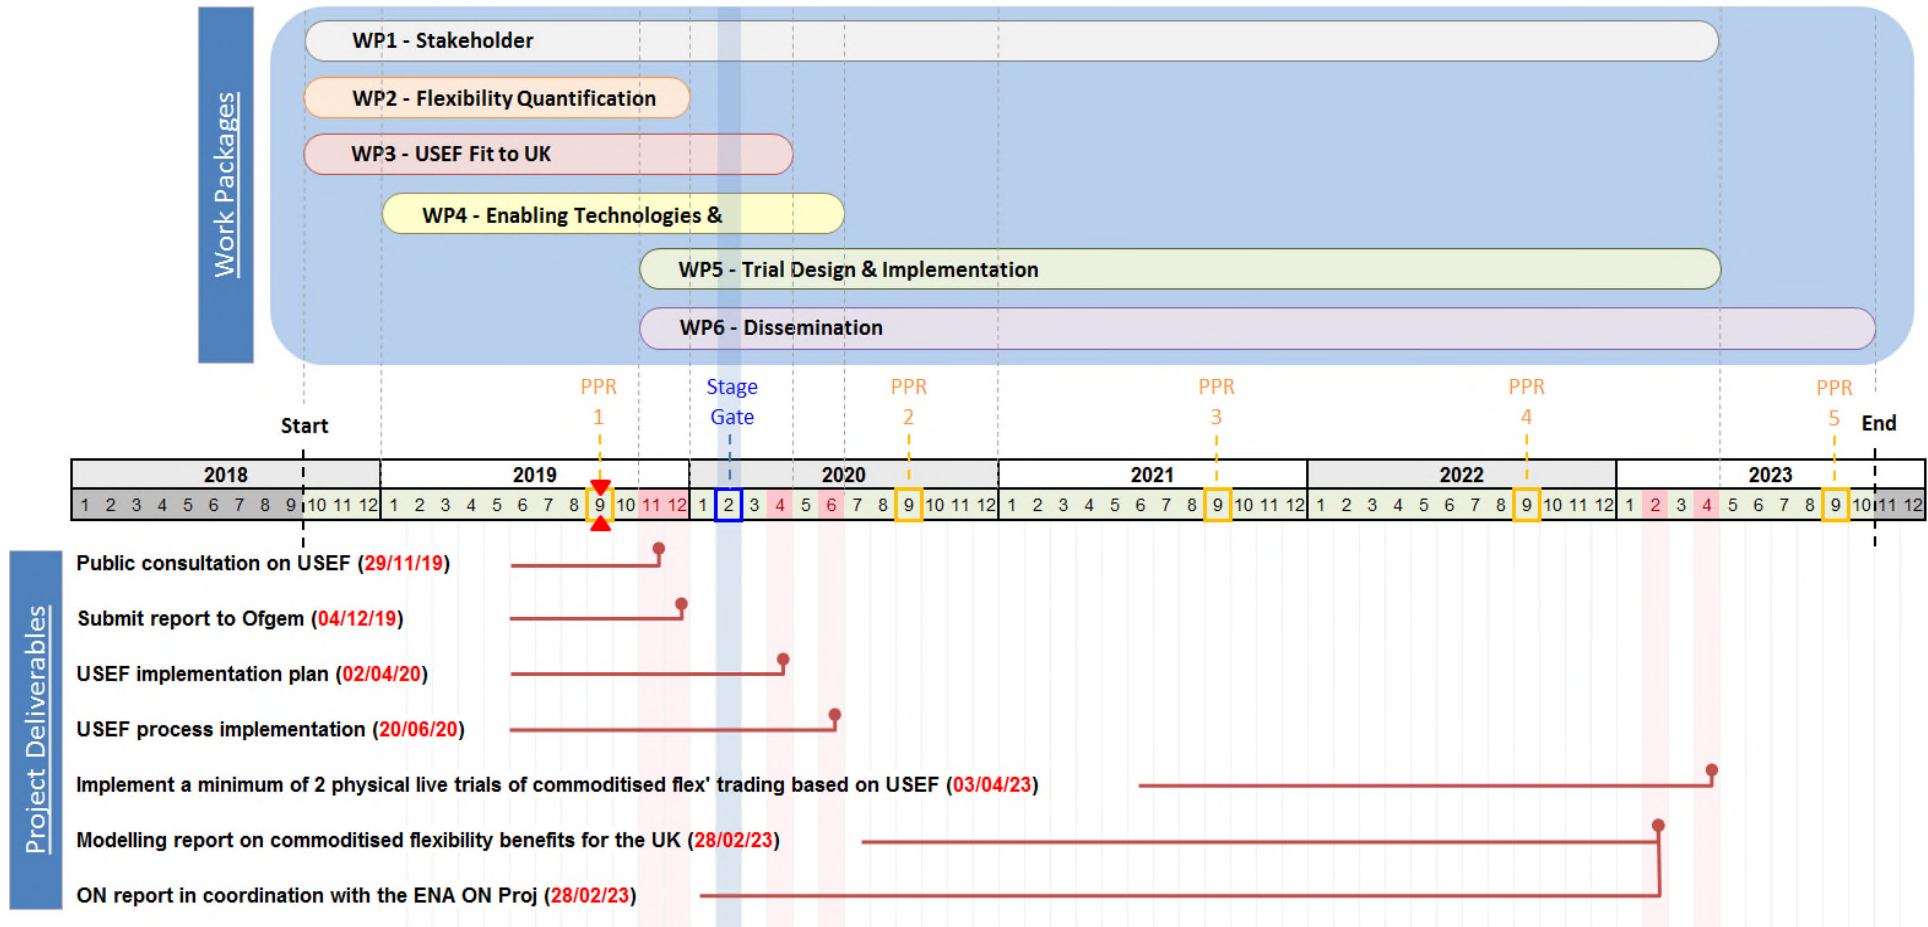 Work Packages
WP1 - Stakeholder
WP2 - Flexibility Quantification
WP3 - USEF Fit to UK
WP4 - Enabling Technologies &
WP5 - Trial Design & Implementation
WP6 - Dissemination
Start
PPR
1
Stage
Gate
PPR
2
PPR
3
PPR
4
PPR
5
End
2018 2019 2020 2021 2022 2023
1 2 3 4 5 6 7 8 9 10 11 12 1 2 3 4 5 6 7 8 9 10 11 12 1 2 3 4 5 6 7 8 9 10 11 12 1 2 3 4 5 6 7 8 9 10 11 12 1 2 3 4 5 6 7 8 9 10 11 12 1 2 3 4 5 6 7 8 9 10 11 12
Project Deliverables
Public consultation on USEF (29/11/19)
Submit report to Ofgem (04/12/19)
USEF implementation plan (02/04/20)
USEF process implementation (20/06/20)
Implement a minimum of 2 physical live trials of commoditised flex' trading based on USEF (03/04/23)
Modelling report on commoditised flexibility benefits for the UK (28/02/23)
ON report in coordination with the ENA ON Proj (28/02/23)